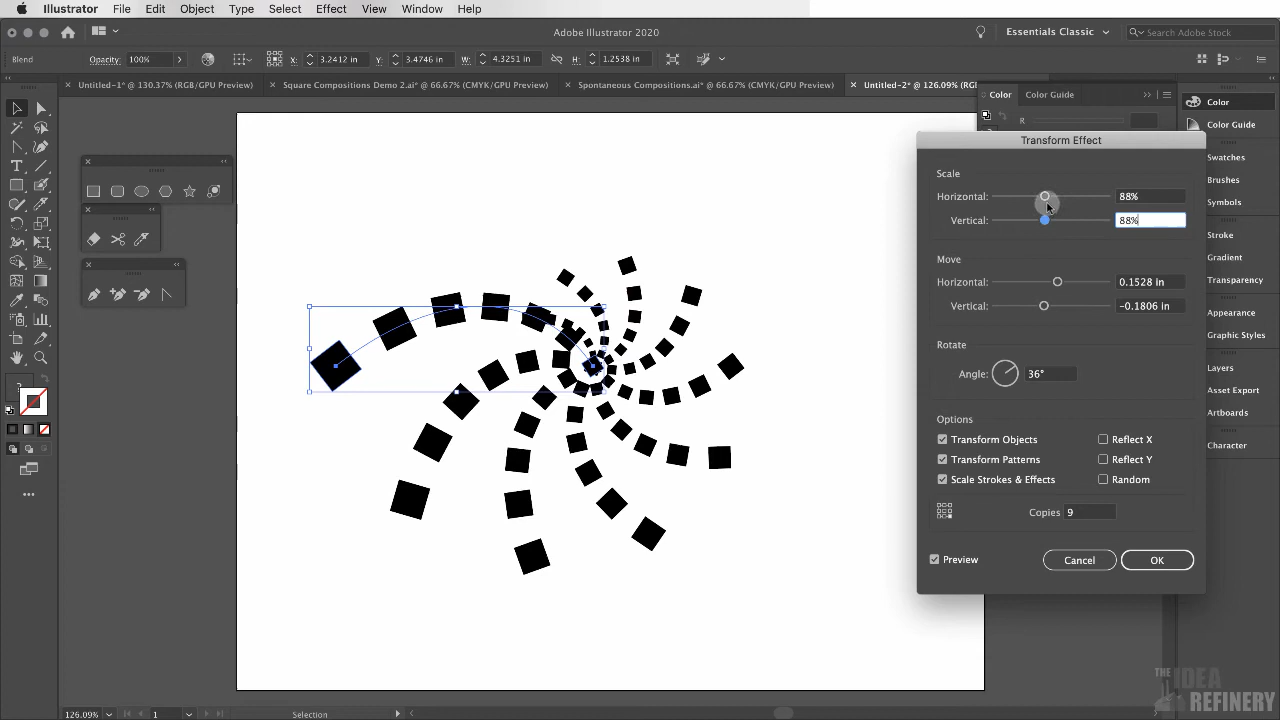 Illustrator File Edit Object Type Select Effect View Window Help
Adobe Illustrator 2020
Essentials Classic
Search Adobe Stock
Blend Opacity: 100% X: 3.2412 in Y: 3.4746 in W: 4.3251 in H: 1.2538 in
Untitled-1* @ 130.37% (RGB/GPU Preview) Square Compositions Demo 2.ai* @ 66.67% (CMYK/GPU Preview) Spontaneous Compositions.ai* @ 66.67% (CMYK/GPU Preview) Untitled-2* @ 126.09% (RGB
Color Color Guide
R
Color
Color Guide
Swatches
Brushes
Symbols
Stroke
Gradient
Transparency
Appearance
Graphic Styles
Layers
Asset Export
Artboards
Character
Transform Effect
Scale
Horizontal: 88%
Vertical: 88%
Move
Horizontal: 0.1528 in
Vertical: -0.1806 in
Rotate
Angle: 36°
Options
Transform Objects Reflect X
Transform Patterns Reflect Y
Scale Strokes & Effects Random
Copies 9
Preview Cancel OK
?
126.09% 1 Selection
THE IDEA
REFINERY